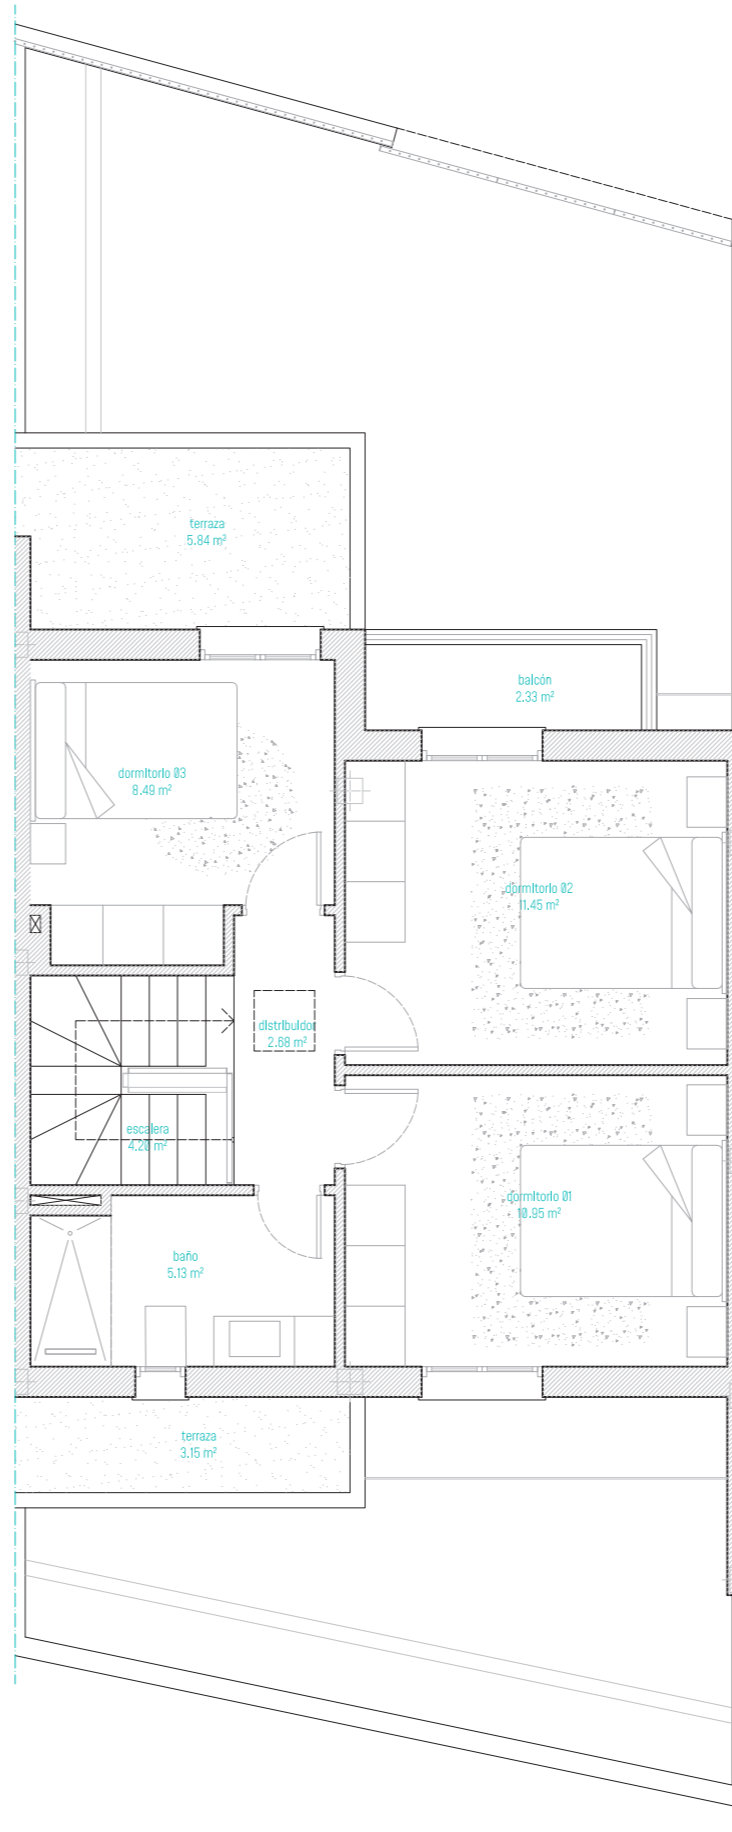 terraza
5.84 m²
balcón
2.33 m²
dormitorio 03
8.49 m²
dormitorio 02
11.45 m²
distribuidor
2.68 m²
escalera
4.20 m²
dormitorio 01
10.95 m²
baño
5.13 m²
terraza
3.15 m²